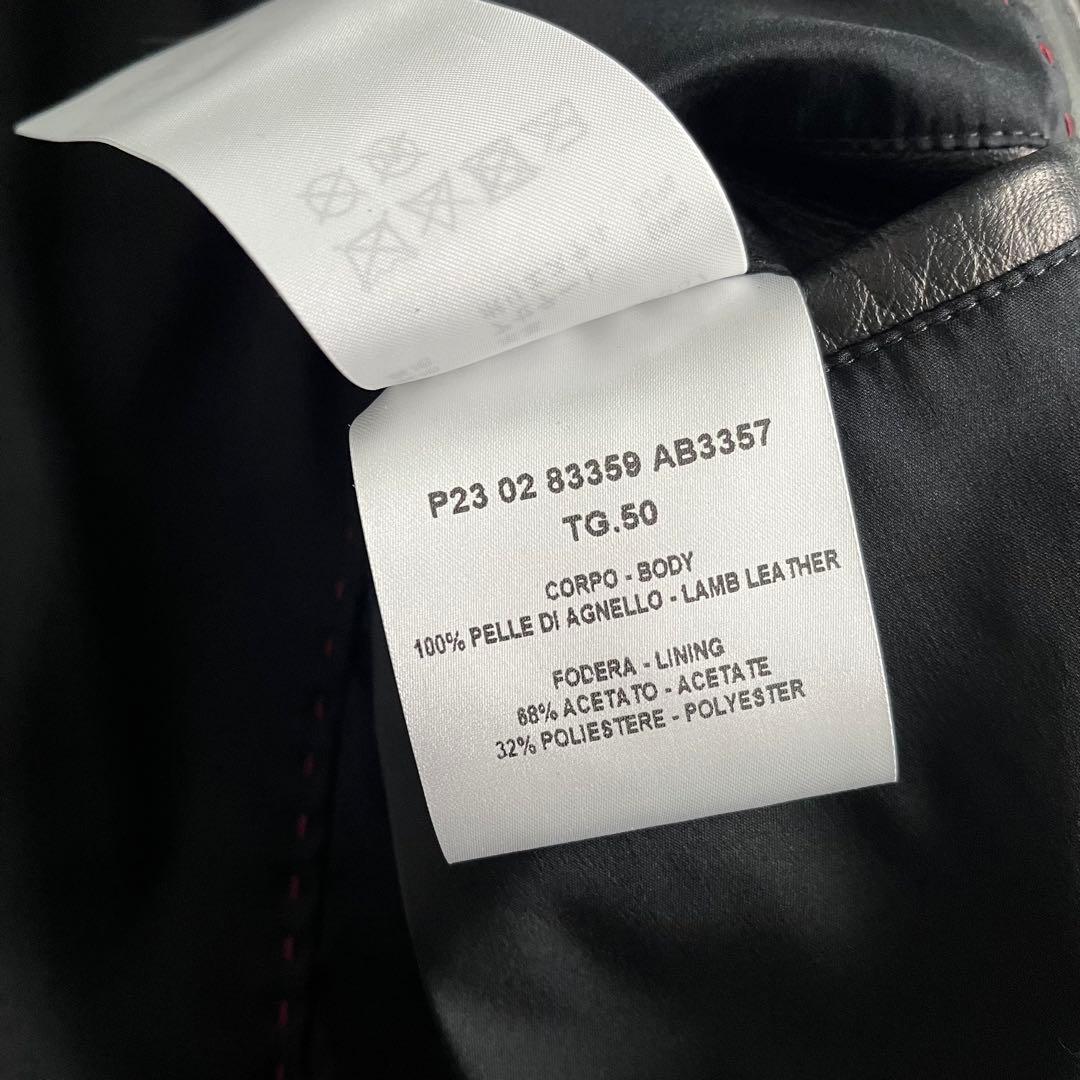 P23 02 83359 AB3357
TG.50
CORPO - BODY
100% PELLE DI AGNELLO - LAMB LEATHER
FODERA - LINING
68% ACETATO - ACETATE
32% POLIESTERE - POLYESTER